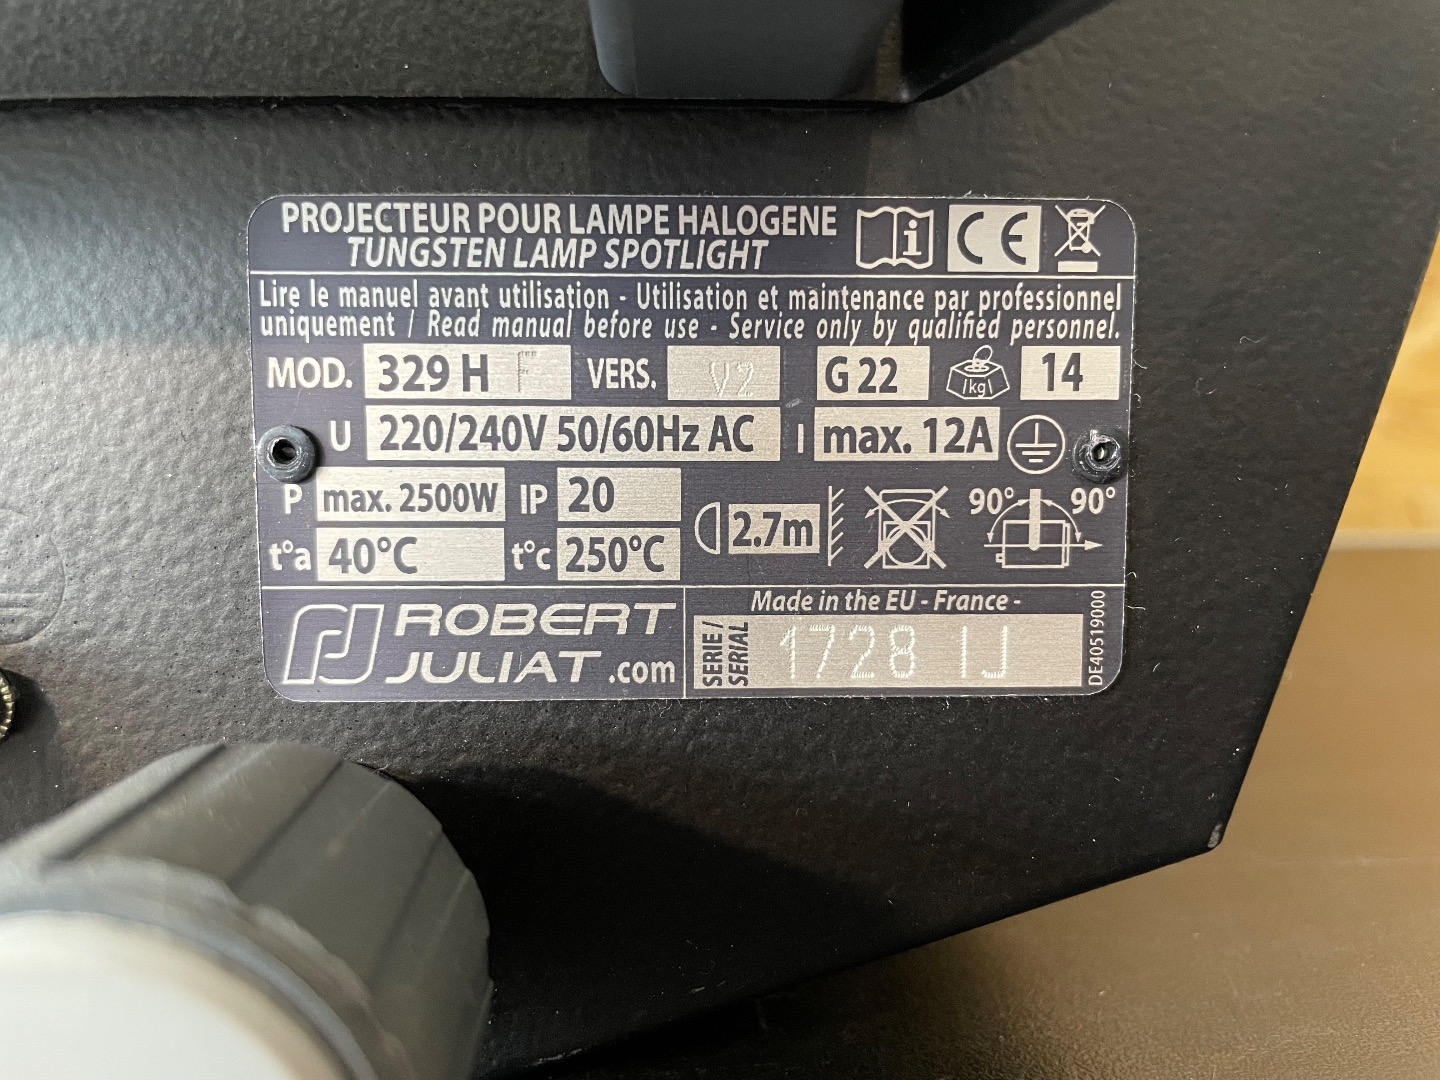 PROJECTEUR POUR LAMPE HALOGENE
TUNGSTEN LAMP SPOTLIGHT
i CE
Lire le manuel avant utilisation - Utilisation et maintenance par professionnel
uniquement / Read manual before use - Service only by qualified personnel.
MOD. 329 H F VERS. V2 G 22 kg 14
U 220/240V 50/60Hz AC I max. 12A
P max. 2500W IP 20
2.7m 90° 90°
t°a 40°C t°c 250°C
ROBERT
JULIAT .com
Made in the EU - France -
SERIE /
SERIAL
1728 IJ
DE40519000